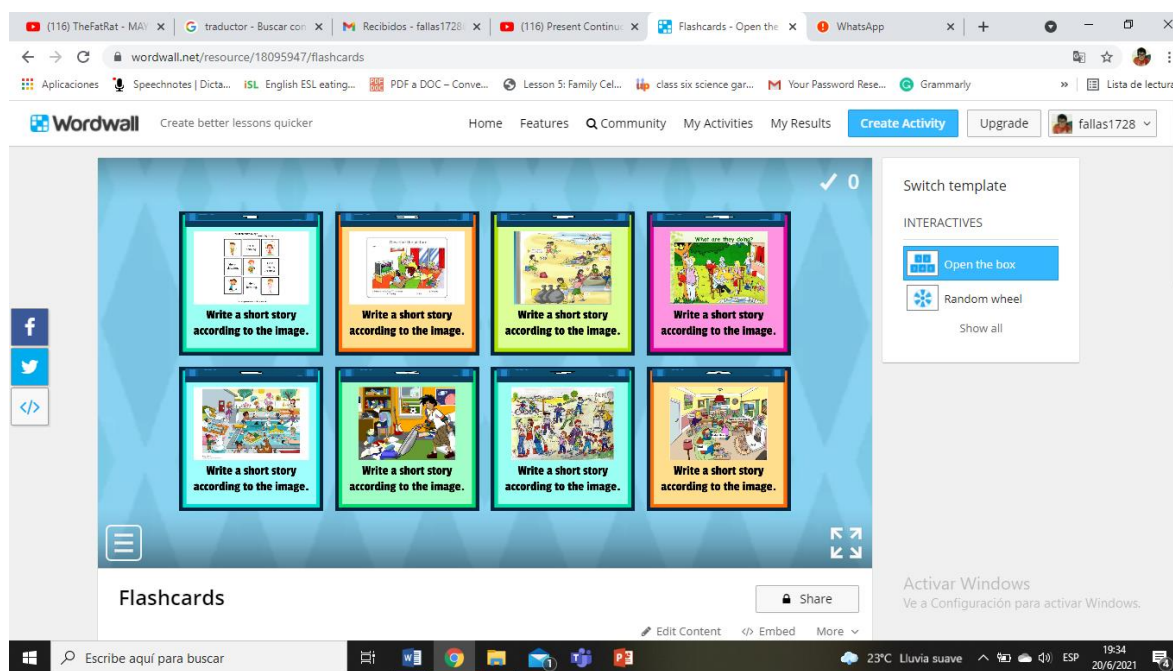 (116) TheFatRat - MAY
traductor - Buscar con
Recibidos - fallas1728
(116) Present Continuo
Flashcards - Open the
WhatsApp
wordwall.net/resource/18095947/flashcards
Aplicaciones
Speechnotes | Dicta...
iSL English ESL eating...
PDF a DOC – Conve...
Lesson 5: Family Cel...
class six science gar...
Your Password Rese...
Grammarly
»
Lista de lectura
Wordwall
Create better lessons quicker
Home
Features
Community
My Activities
My Results
Create Activity
Upgrade
fallas1728
0
Write a short story
according to the image.
Write a short story
according to the image.
Write a short story
according to the image.
What are they doing?
Write a short story
according to the image.
Write a short story
according to the image.
Write a short story
according to the image.
Write a short story
according to the image.
Write a short story
according to the image.
Switch template
INTERACTIVES
Open the box
Random wheel
Show all
f
</>
Flashcards
Share
Edit Content
</> Embed
More
Activar Windows
Ve a Configuración para activar Windows.
Escribe aquí para buscar
23°C Lluvia suave
ESP
19:34
20/6/2021
4